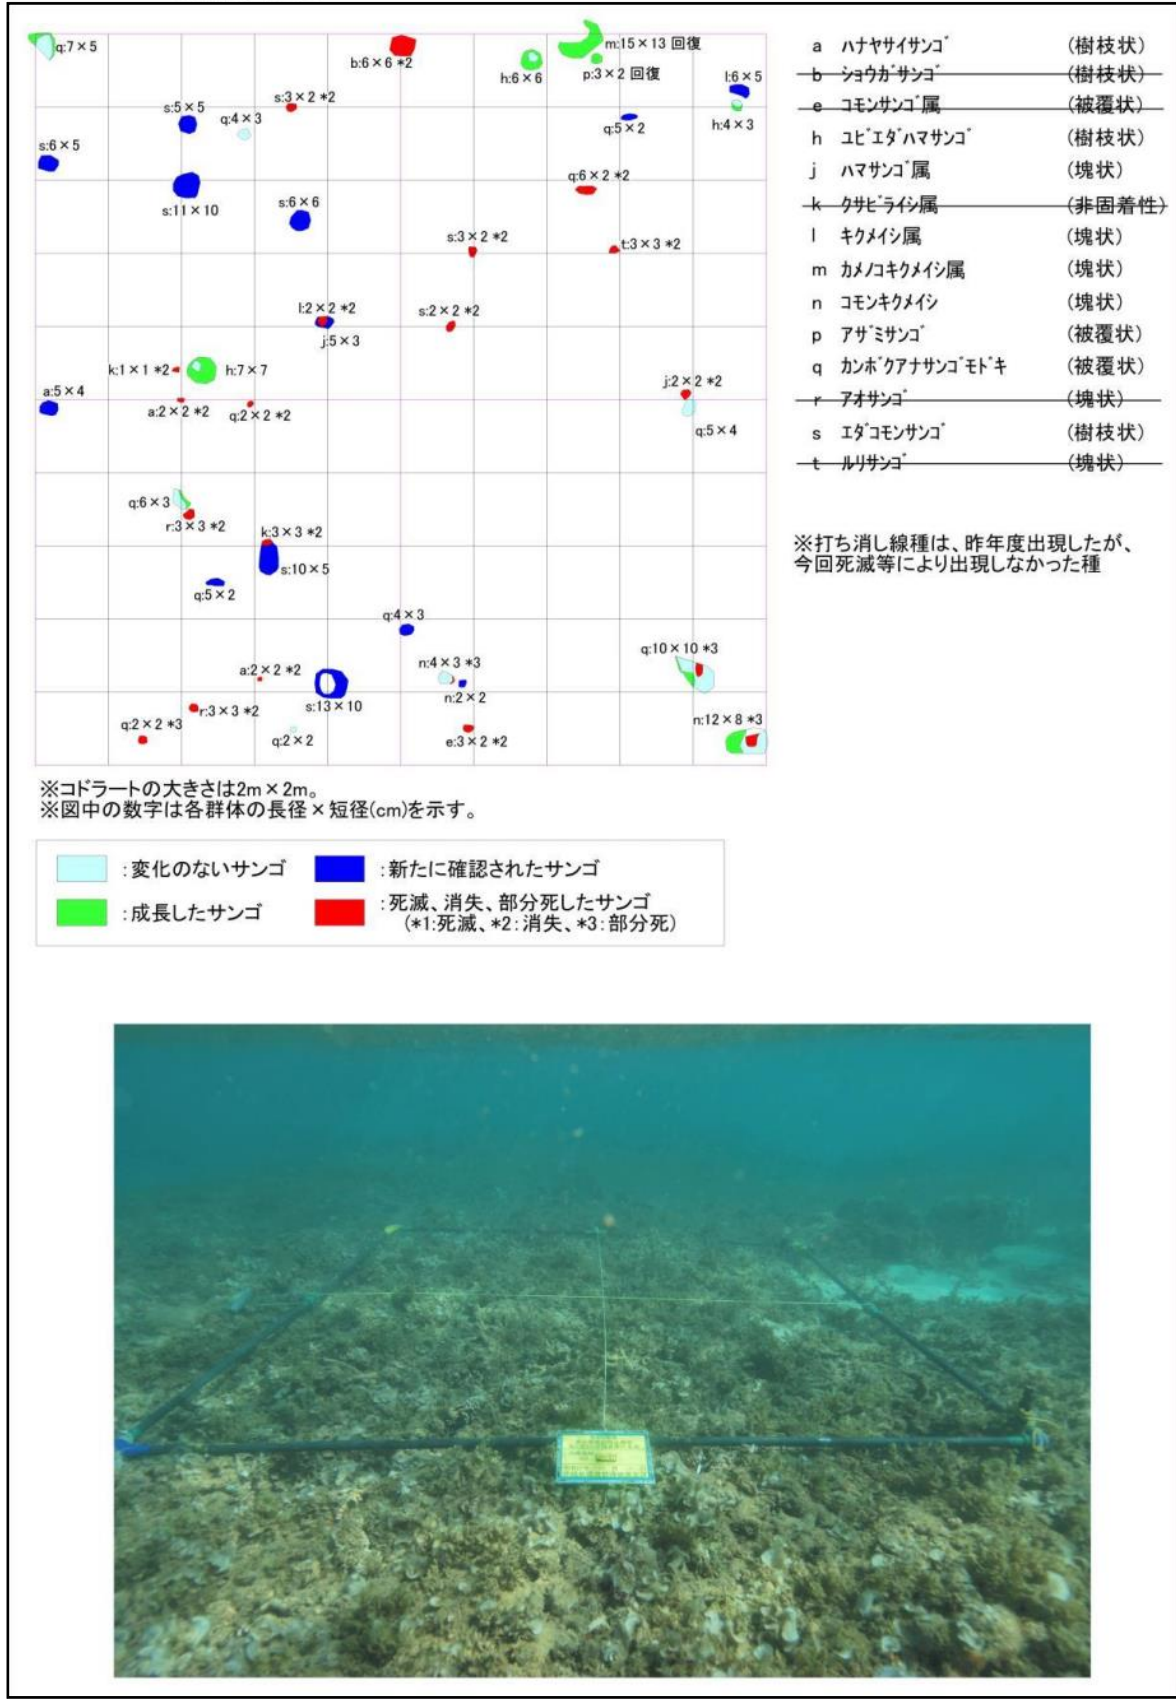 q:7×5
b:6×6 *2
m:15×13 回復
h:6×6
p:3×2 回復
l:6×5
s:3×2 *2
s:5×5
q:4×3
q:5×2
h:4×3
s:6×5
q:6×2 *2
s:11×10
s:6×6
s:3×2 *2
t:3×3 *2
l:2×2 *2
s:2×2 *2
j:5×3
k:1×1 *2
h:7×7
a:5×4
j:2×2 *2
a:2×2 *2
q:2×2 *2
q:5×4
q:6×3
r:3×3 *2
k:3×3 *2
s:10×5
q:5×2
q:4×3
q:10×10 *3
a:2×2 *2
n:4×3 *3
n:2×2
s:13×10
r:3×3 *2
q:2×2 *3
q:2×2
e:3×2 *2
n:12×8 *3
a ハナヤサイサンゴ (樹枝状)
b ショウガサンゴ (樹枝状)
e コモンサンゴ属 (被覆状)
h ユビエダハマサンゴ (樹枝状)
j ハマサンゴ属 (塊状)
k クサビライシ属 (非固着性)
l キクメイシ属 (塊状)
m カメノコキクメイシ属 (塊状)
n コモンキクメイシ (塊状)
p アザミサンゴ (被覆状)
q カンボクアナサンゴモドキ (被覆状)
r アオサンゴ (塊状)
s エダコモンサンゴ (樹枝状)
t ルリサンゴ (塊状)
※打ち消し線種は、昨年度出現したが、
今回死滅等により出現しなかった種
※コドラートの大きさは2m×2m。
※図中の数字は各群体の長径×短径(cm)を示す。
:変化のないサンゴ
:新たに確認されたサンゴ
:成長したサンゴ
:死滅、消失、部分死したサンゴ
(*1:死滅、*2:消失、*3:部分死)